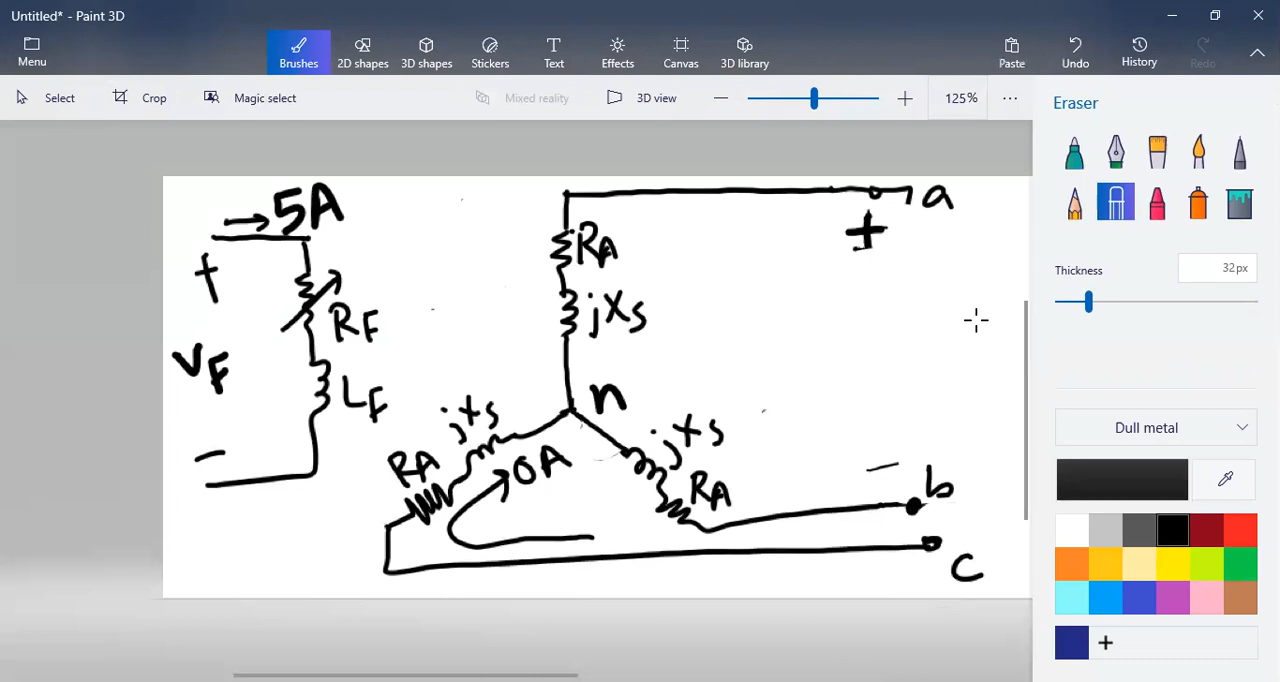 Untitled* - Paint 3D
Menu
Brushes
2D shapes
3D shapes
Stickers
Text
Effects
Canvas
3D library
Paste
Undo
History
Redo
Select
Crop
Magic select
Mixed reality
3D view
125%
Eraser
Thickness
32px
Dull metal
→ 5A
+
RF
VF
LF
−
a
+
RA
jXs
n
jXs
RA
0A
jXs
RA
−
b
c